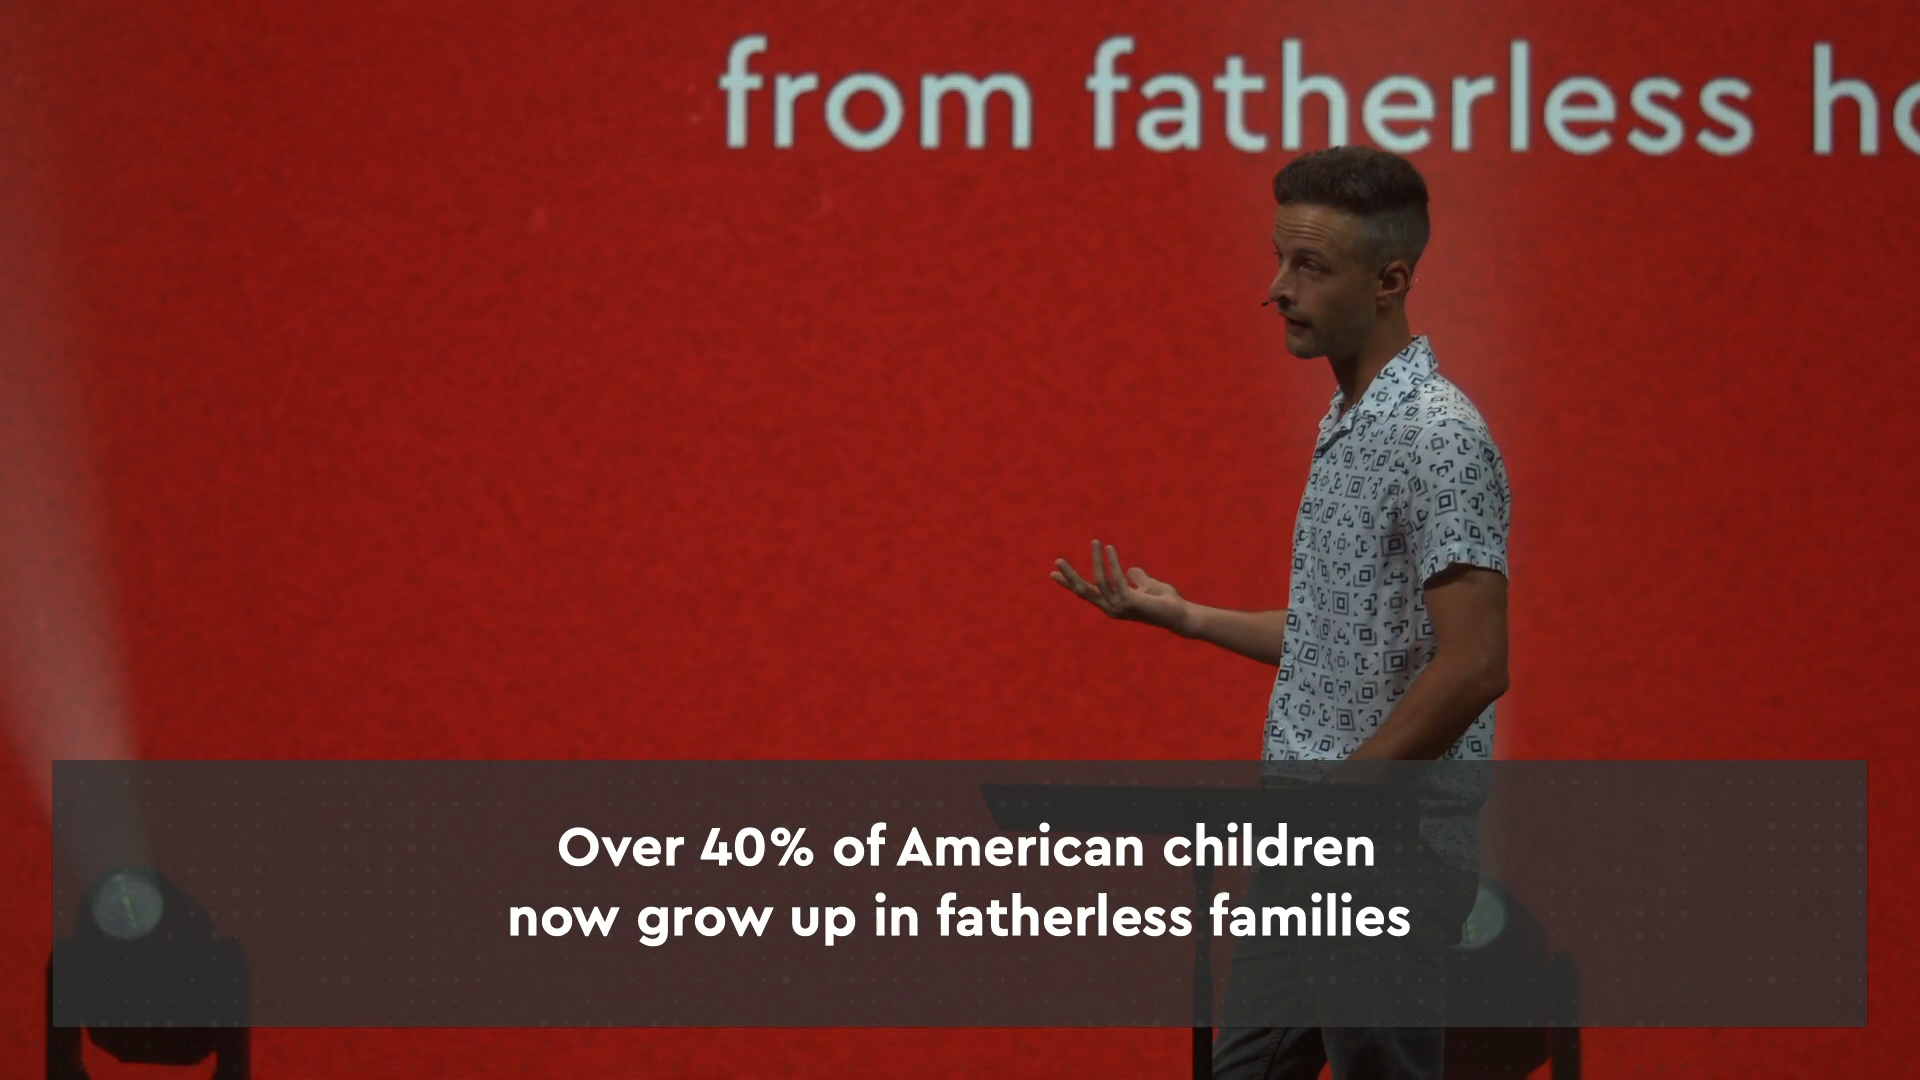 from fatherless
Over 40% of American children
now grow up in fatherless families